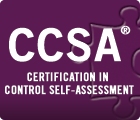 CCSA®
CERTIFICATION IN
CONTROL SELF-ASSESSMENT